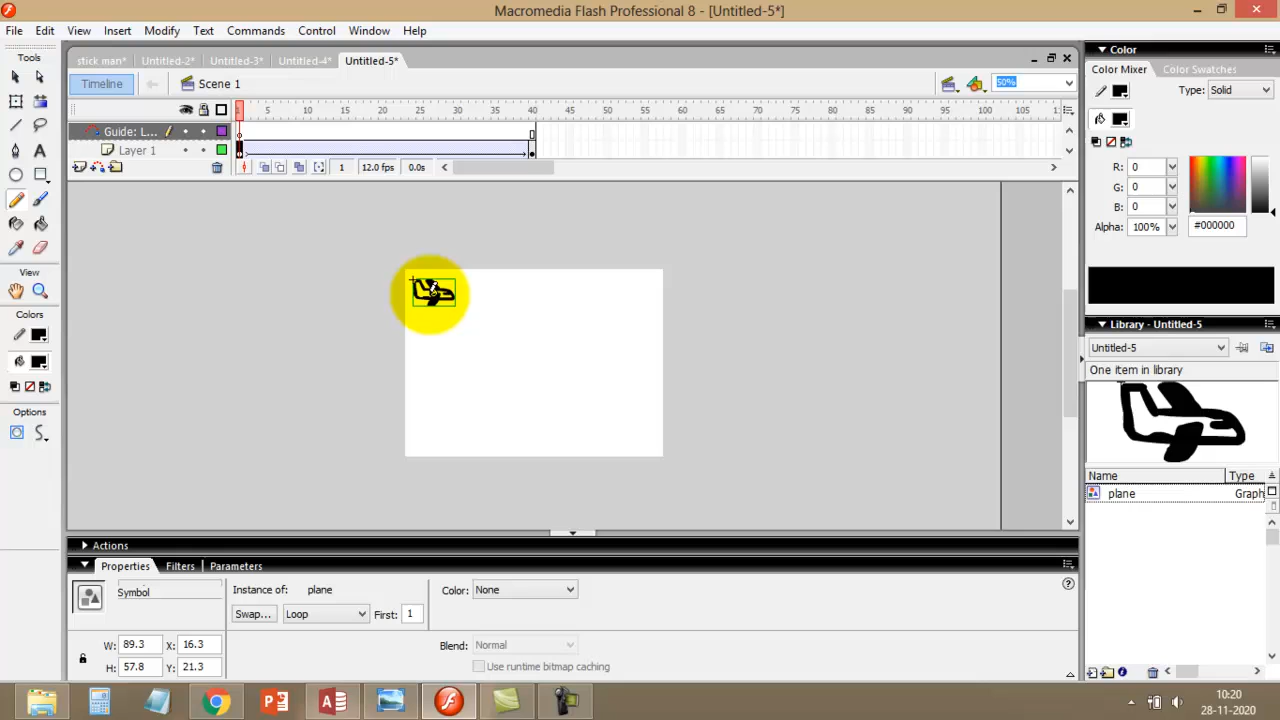 Macromedia Flash Professional 8 - [Untitled-5*]
File Edit View Insert Modify Text Commands Control Window Help
Tools
stick man* Untitled-2* Untitled-3* Untitled-4* Untitled-5*
Timeline Scene 1 50%
5 10 15 20 25 30 35 40 45 50 55 60 65 70 75 80 85 90 95 100 1:
Guide: L...
Layer 1
1 12.0 fps 0.0s
View
Colors
Options
Color
Color Mixer Color Swatches
Type: Solid
R: 0
G: 0
B: 0
Alpha: 100% #000000
Library - Untitled-5
Untitled-5
One item in library
Name Type
plane Graph
Actions
Properties Filters Parameters
Symbol Instance of: plane Color: None
Swap... Loop First: 1
W: 89.3 X: 16.3 Blend: Normal
H: 57.8 Y: 21.3 Use runtime bitmap caching
10:20
28-11-2020